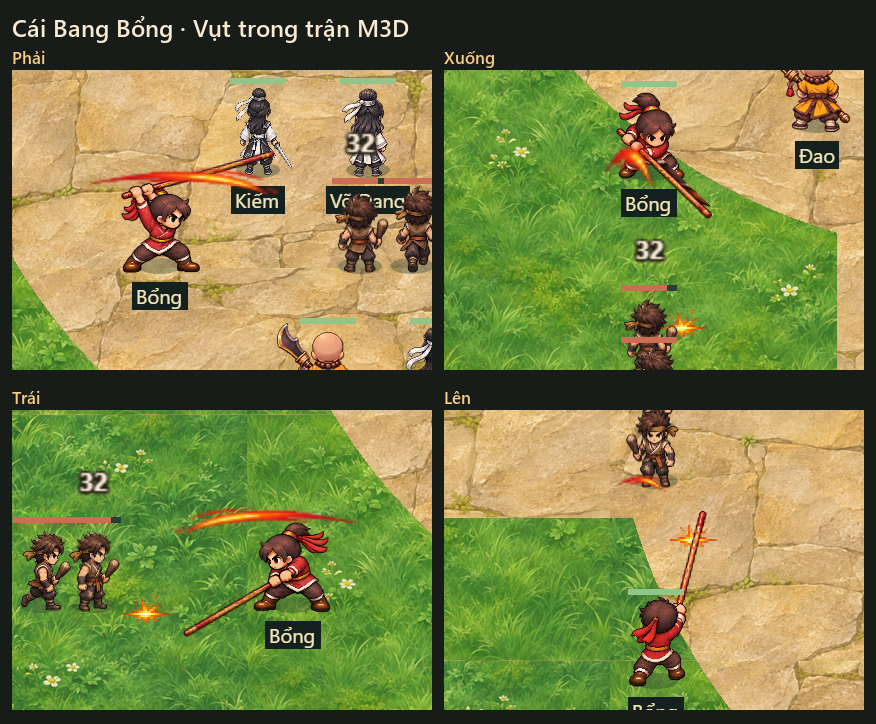 Cái Bang Bổng · Vụt trong trận M3D
Phải
Xuống
32
Kiếm
Bổng
Đao
Bổng
32
Trái
Lên
32
Bổng
Bổng